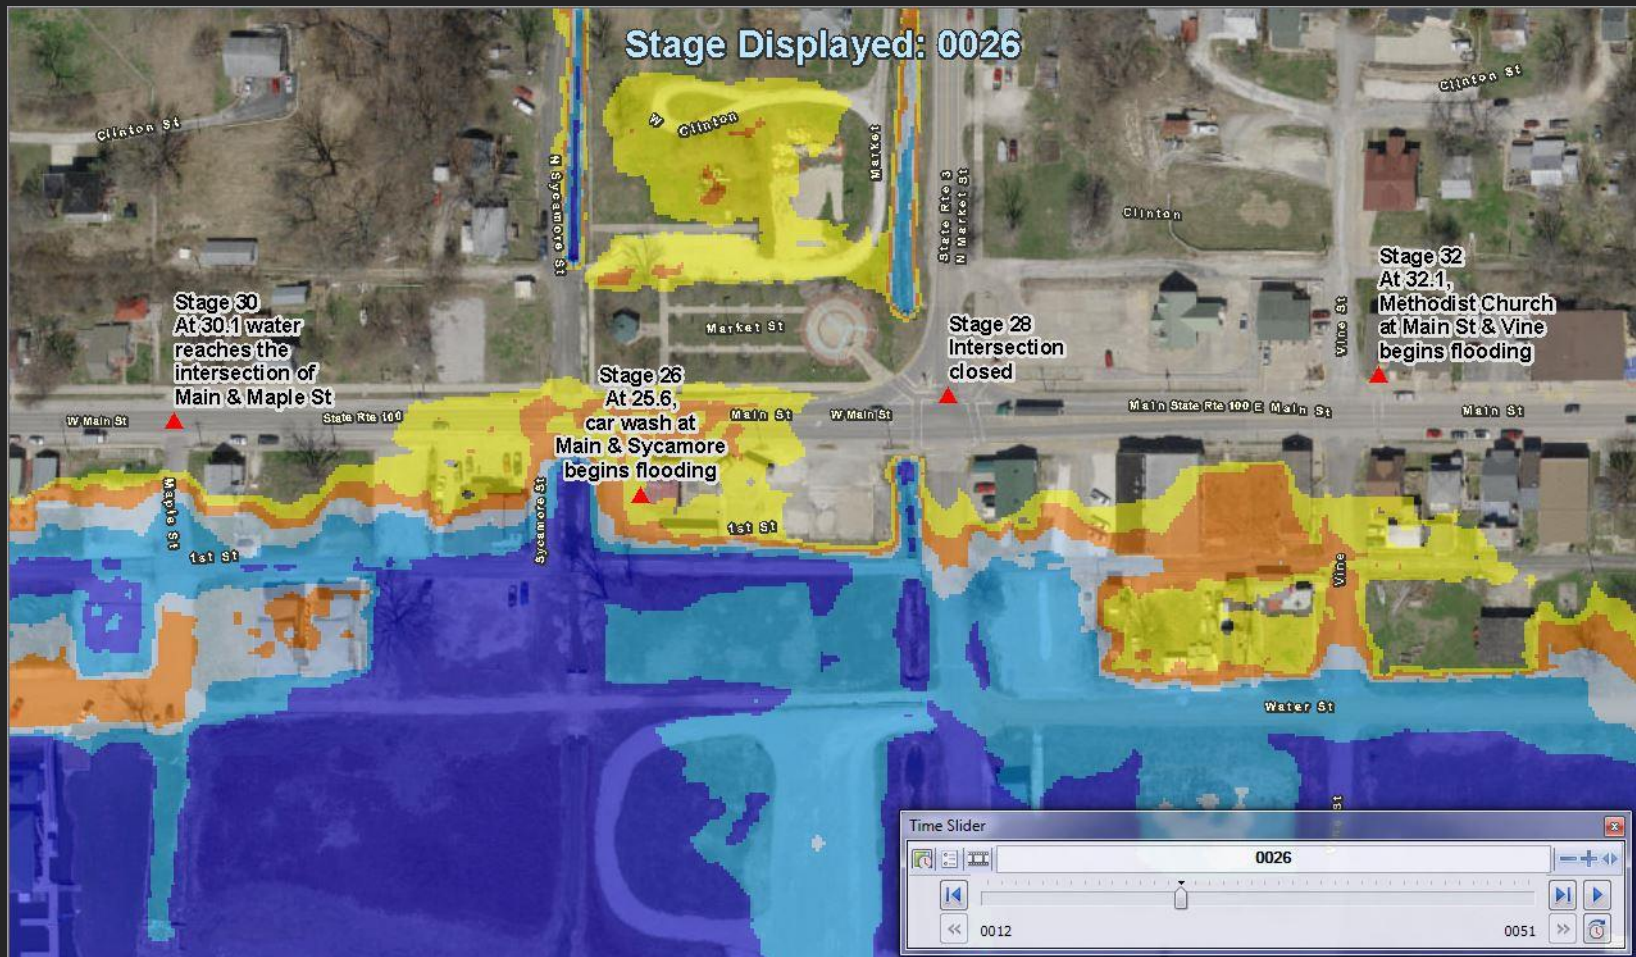 Stage Displayed: 0026
Clinton St
Clinton St
W Clinton
Market
N Sycamore St
State Rte 3
N Market St
Clinton
Stage 32
At 32.1,
Methodist Church
at Main St & Vine
begins flooding
Vine St
Stage 30
At 30.1 water
reaches the
intersection of
Main & Maple St
Market St
Stage 28
Intersection
closed
Stage 26
At 25.6,
car wash at
Main & Sycamore
begins flooding
W Main St
State Rte 100
Main St
W Main St
Main State Rte 100 E Main St
Main St
Maple St
Sycamore St
1st St
1st St
Vine
Water St
Time Slider
0026
0012
0051